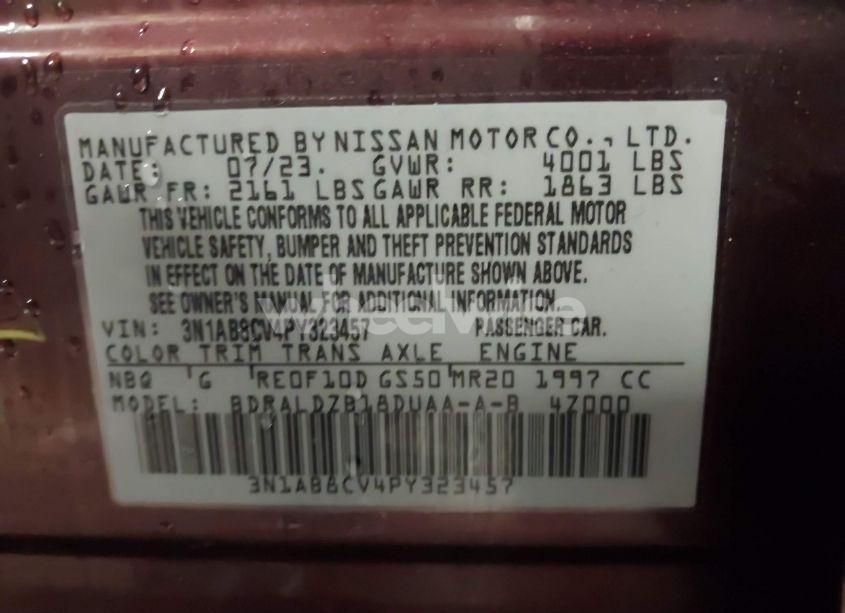 MANUFACTURED BY NISSAN MOTOR CO., LTD.
DATE: 07/23. GVWR: 4001 LBS
GAWR FR: 2161 LBS GAWR RR: 1863 LBS
THIS VEHICLE CONFORMS TO ALL APPLICABLE FEDERAL MOTOR
VEHICLE SAFETY, BUMPER AND THEFT PREVENTION STANDARDS
IN EFFECT ON THE DATE OF MANUFACTURE SHOWN ABOVE.
SEE OWNER'S MANUAL FOR ADDITIONAL INFORMATION.
VIN: 3N1AB8CV4PY323457 PASSENGER CAR.
COLOR TRIM TRANS AXLE ENGINE
NBQ 'G 'RE0F10D GS50'MR20 1997 CC
MODEL: BDRALDZB18DUAA-A-B 4Z000
3N1AB8CV4PY323457